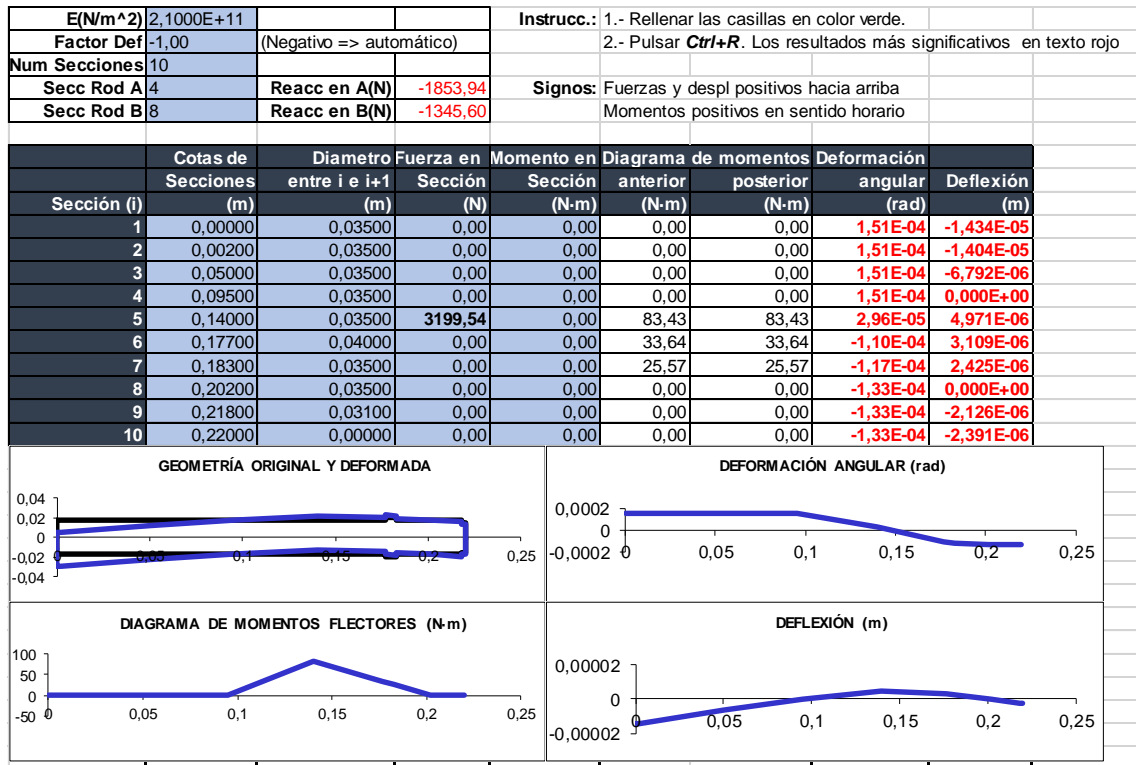 E(N/m^2) 2,1000E+11 Instrucc.: 1.- Rellenar las casillas en color verde.
Factor Def -1,00 (Negativo => automático) 2.- Pulsar Ctrl+R. Los resultados más significativos en texto rojo
Num Secciones 10
Secc Rod A 4 Reacc en A(N) -1853,94 Signos: Fuerzas y despl positivos hacia arriba
Secc Rod B 8 Reacc en B(N) -1345,60 Momentos positivos en sentido horario
Cotas de Diametro Fuerza en Momento en Diagrama de momentos Deformación
Secciones entre i e i+1 Sección Sección anterior posterior angular Deflexión
Sección (i) (m) (m) (N) (N·m) (N·m) (N·m) (rad) (m)
1 0,00000 0,03500 0,00 0,00 0,00 0,00 1,51E-04 -1,434E-05
2 0,00200 0,03500 0,00 0,00 0,00 0,00 1,51E-04 -1,404E-05
3 0,05000 0,03500 0,00 0,00 0,00 0,00 1,51E-04 -6,792E-06
4 0,09500 0,03500 0,00 0,00 0,00 0,00 1,51E-04 0,000E+00
5 0,14000 0,03500 3199,54 0,00 83,43 83,43 2,96E-05 4,971E-06
6 0,17700 0,04000 0,00 0,00 33,64 33,64 -1,10E-04 3,109E-06
7 0,18300 0,03500 0,00 0,00 25,57 25,57 -1,17E-04 2,425E-06
8 0,20200 0,03500 0,00 0,00 0,00 0,00 -1,33E-04 0,000E+00
9 0,21800 0,03100 0,00 0,00 0,00 0,00 -1,33E-04 -2,126E-06
10 0,22000 0,00000 0,00 0,00 0,00 0,00 -1,33E-04 -2,391E-06
GEOMETRÍA ORIGINAL Y DEFORMADA
0,04
0,02
0
-0,02
-0,04
0 0,05 0,1 0,15 0,2 0,25
DEFORMACIÓN ANGULAR (rad)
0,0002
0
-0,0002
0 0,05 0,1 0,15 0,2 0,25
DIAGRAMA DE MOMENTOS FLECTORES (N·m)
100
50
0
-50
0 0,05 0,1 0,15 0,2 0,25
DEFLEXIÓN (m)
0,00002
0
-0,00002
0 0,05 0,1 0,15 0,2 0,25